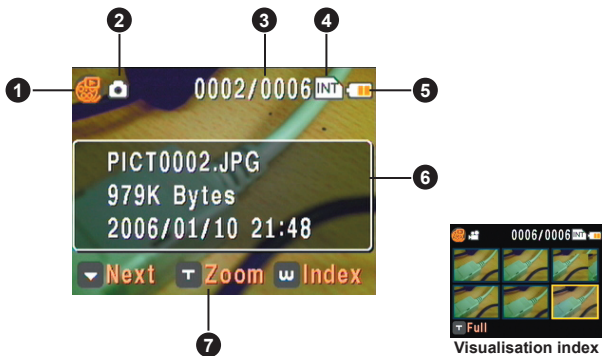 2 3 4
1 0002/0006 INT 5
PICT0002.JPG
979K Bytes
2006/01/10 21:48
6
Next T Zoom W Index
7
0006/0006 INT
T Full
Visualisation index